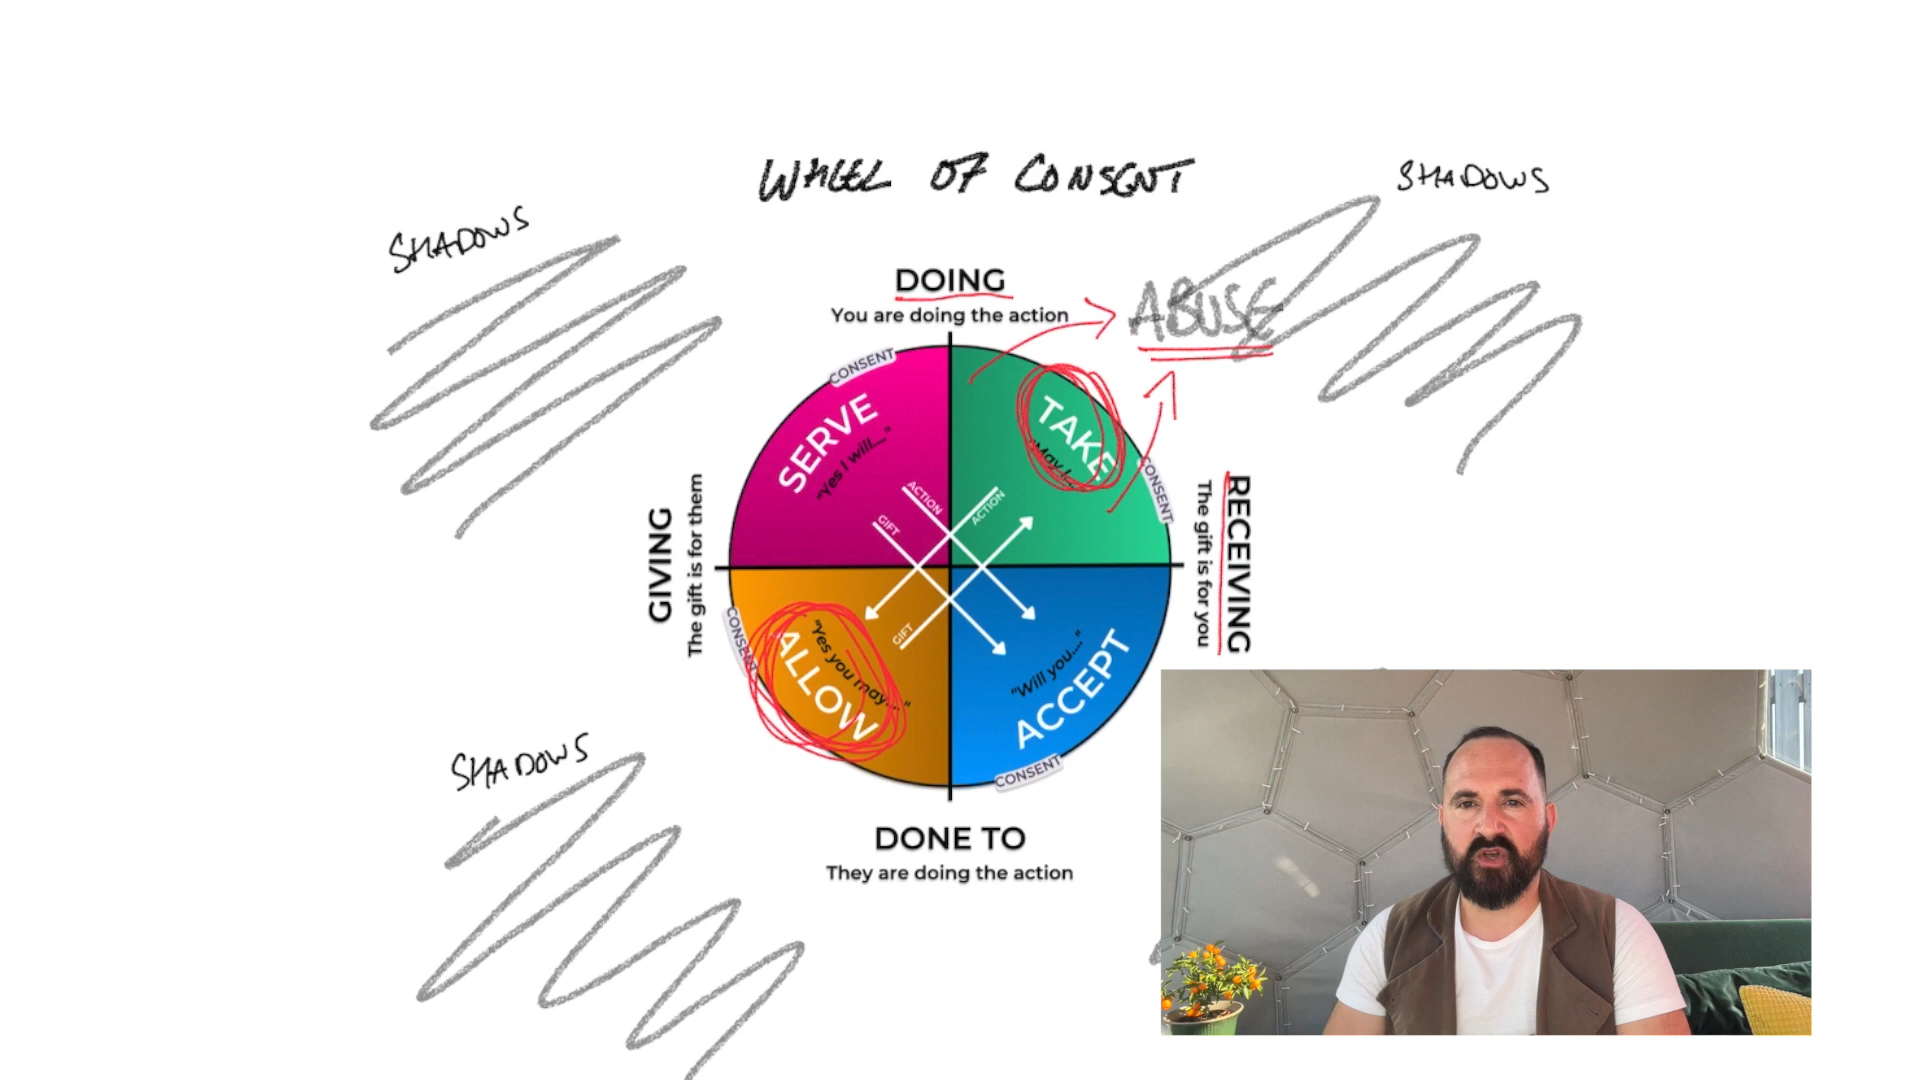 WHEEL OF CONSENT
SHADOWS
SHADOWS
DOING
You are doing the action
ABUSE
CONSENT
SERVE
"Yes I will...."
TAKE
"May I...
CONSENT
ACTION
GIFT
ACTION
GIFT
GIVING
The gift is for them
RECEIVING
The gift is for you
CONSENT
ALLOW
"Yes you may...."
"Will you...."
ACCEPT
CONSENT
SHADOWS
DONE TO
They are doing the action